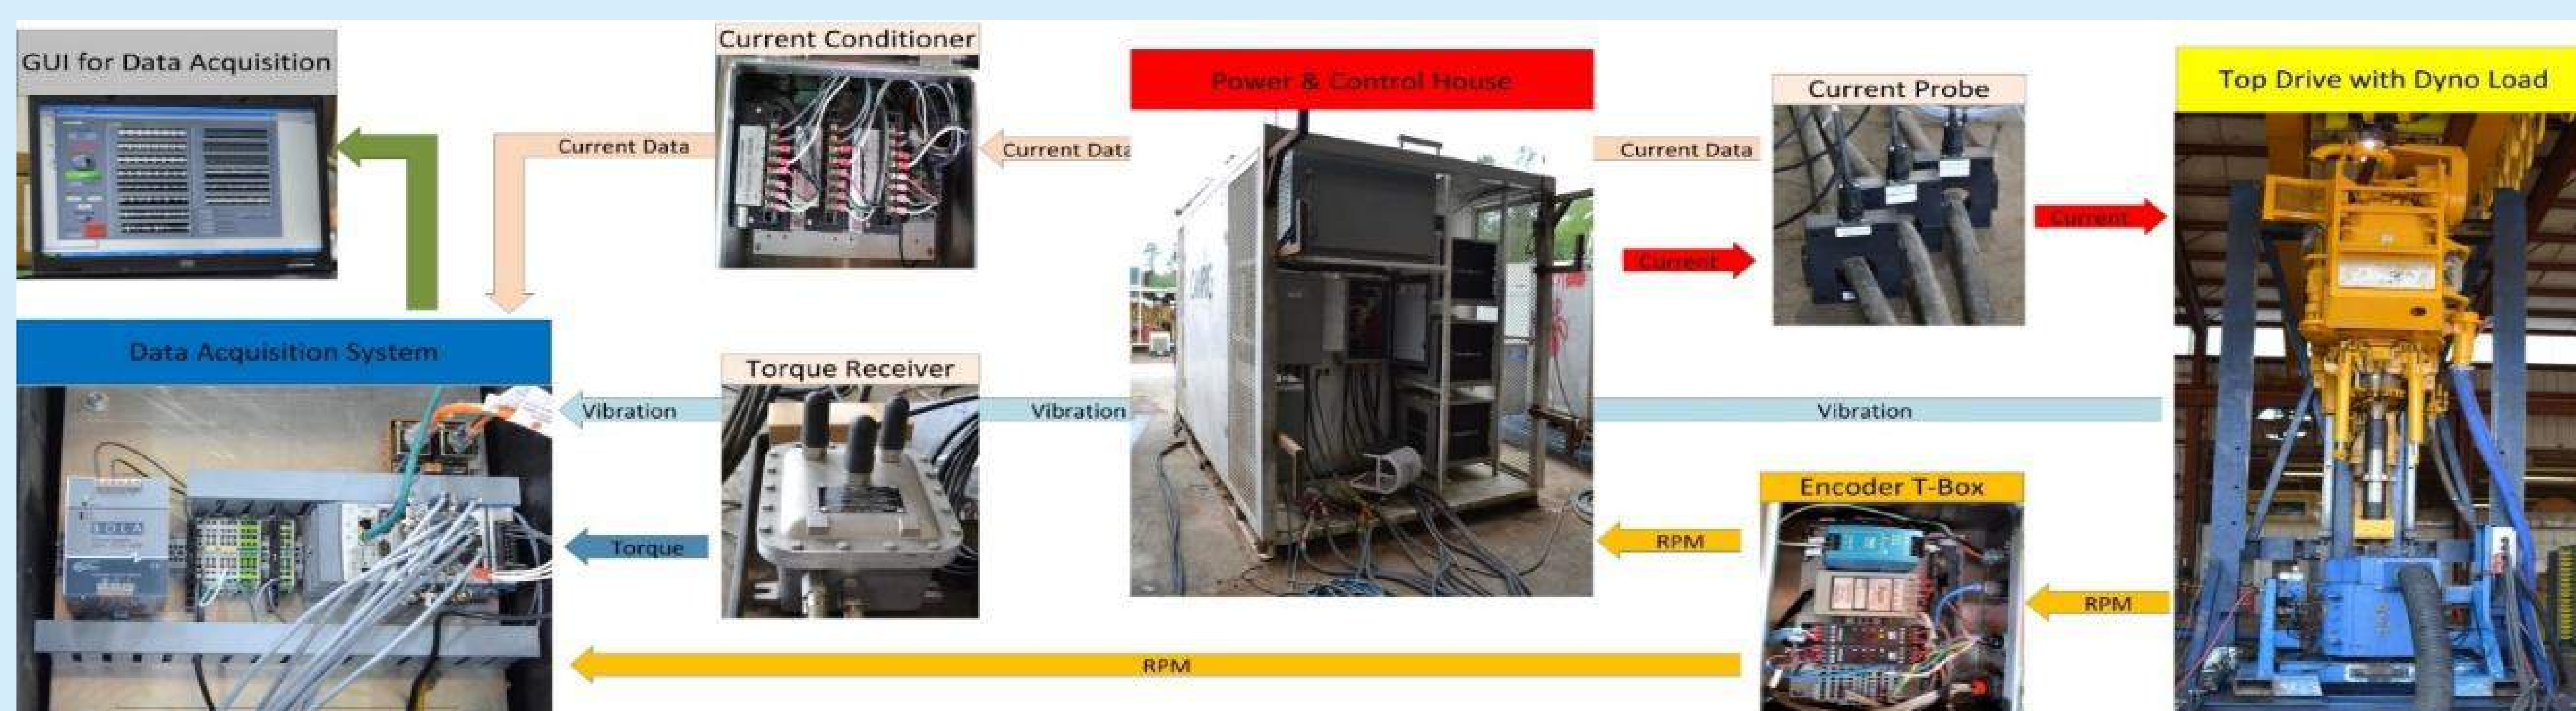 GUI for Data Acquisition
Current Conditioner
Power & Control House
Current Probe
Top Drive with Dyno Load
Current Data
Current Data
Current Data
Current
Current
Data Acquisition System
Torque Receiver
Vibration
Vibration
Vibration
Encoder T-Box
Torque
RPM
RPM
RPM
SOLA